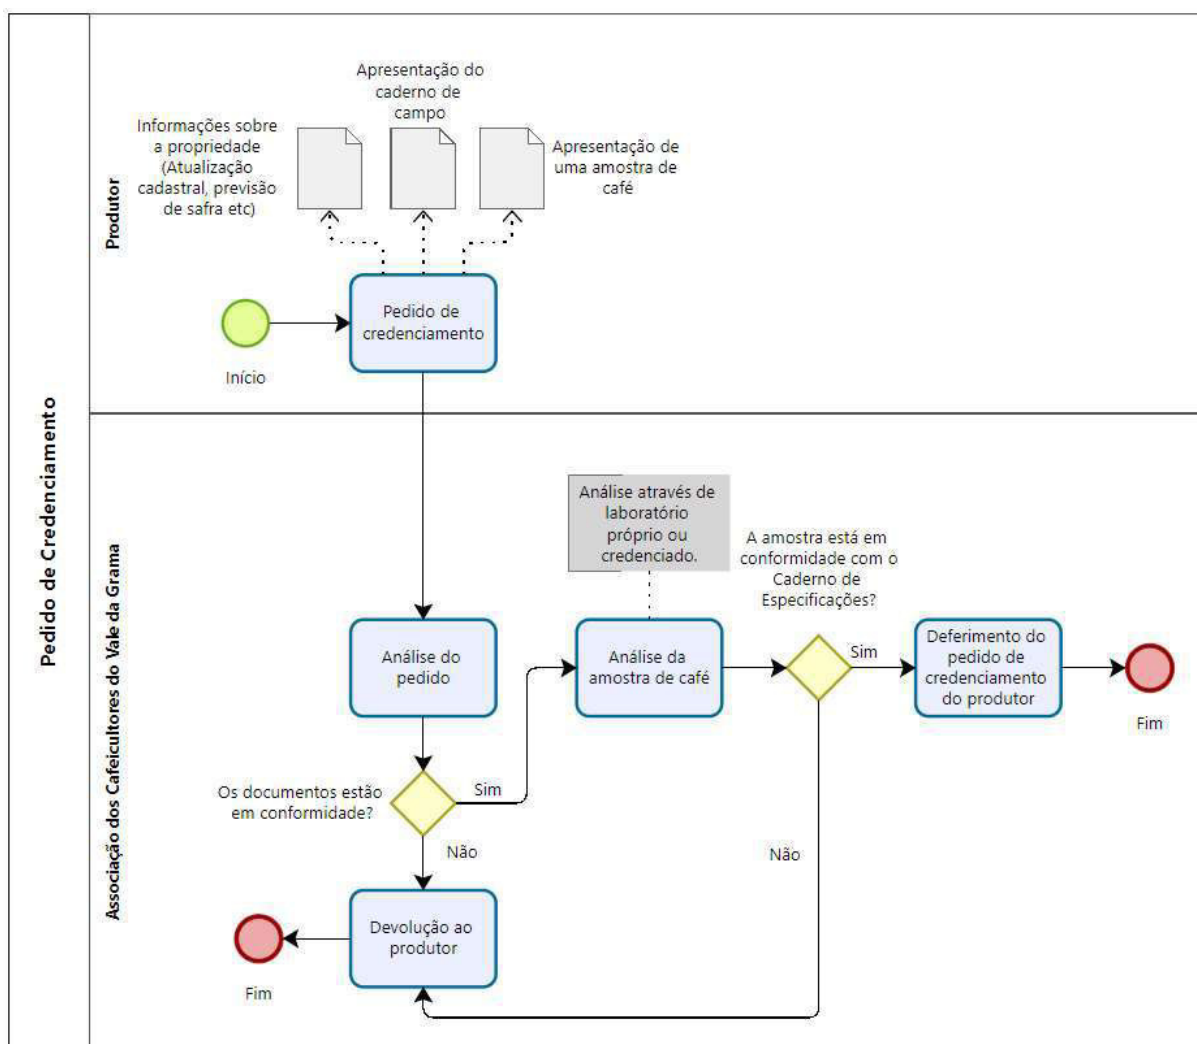 Pedido de Credenciamento
Produtor
Apresentação do
caderno de
campo
Informações sobre
a propriedade
(Atualização
cadastral, previsão
de safra etc)
Apresentação de
uma amostra de
café
Pedido de
credenciamento
Início
Associação dos Cafeicultores do Vale da Grama
Análise através de
laboratório
próprio ou
credenciado.
A amostra está em
conformidade com o
Caderno de
Especificações?
Análise do
pedido
Análise da
amostra de café
Sim
Deferimento do
pedido de
credenciamento
do produtor
Fim
Os documentos estão
em conformidade?
Sim
Não
Não
Devolução ao
produtor
Fim